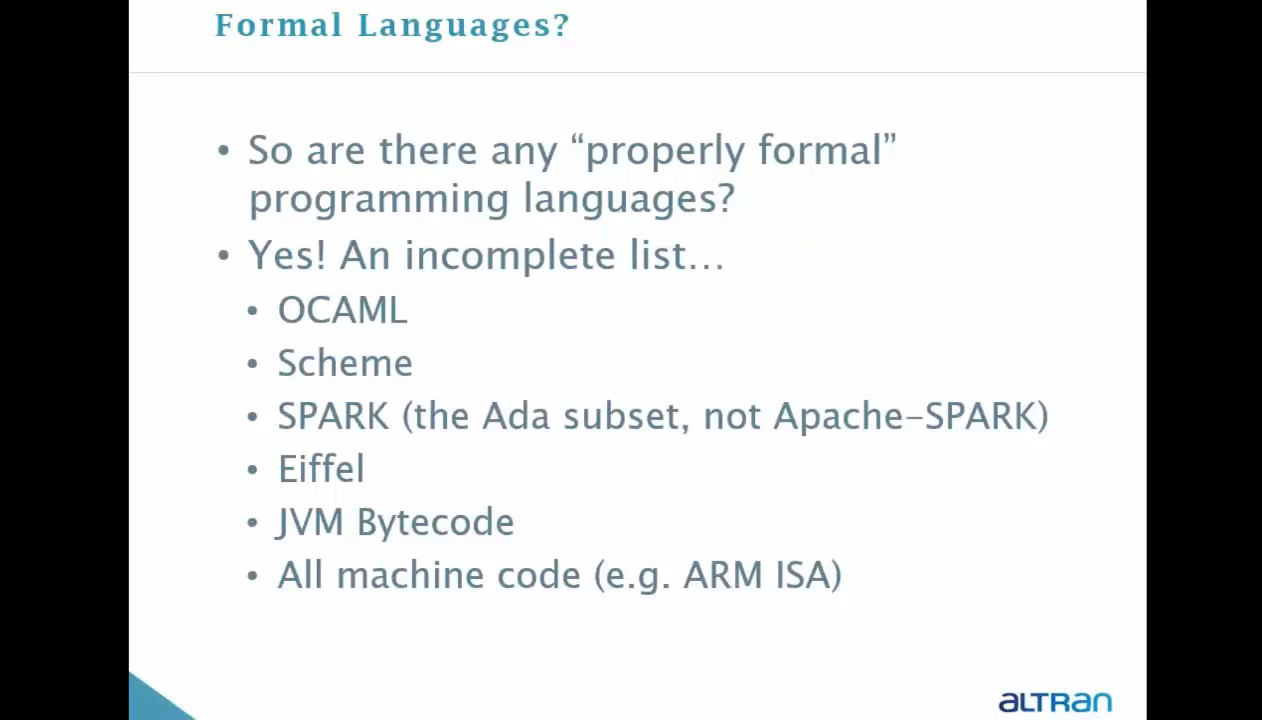 Formal Languages?
• So are there any “properly formal”
programming languages?
• Yes! An incomplete list…
• OCAML
• Scheme
• SPARK (the Ada subset, not Apache-SPARK)
• Eiffel
• JVM Bytecode
• All machine code (e.g. ARM ISA)
ALTRAN